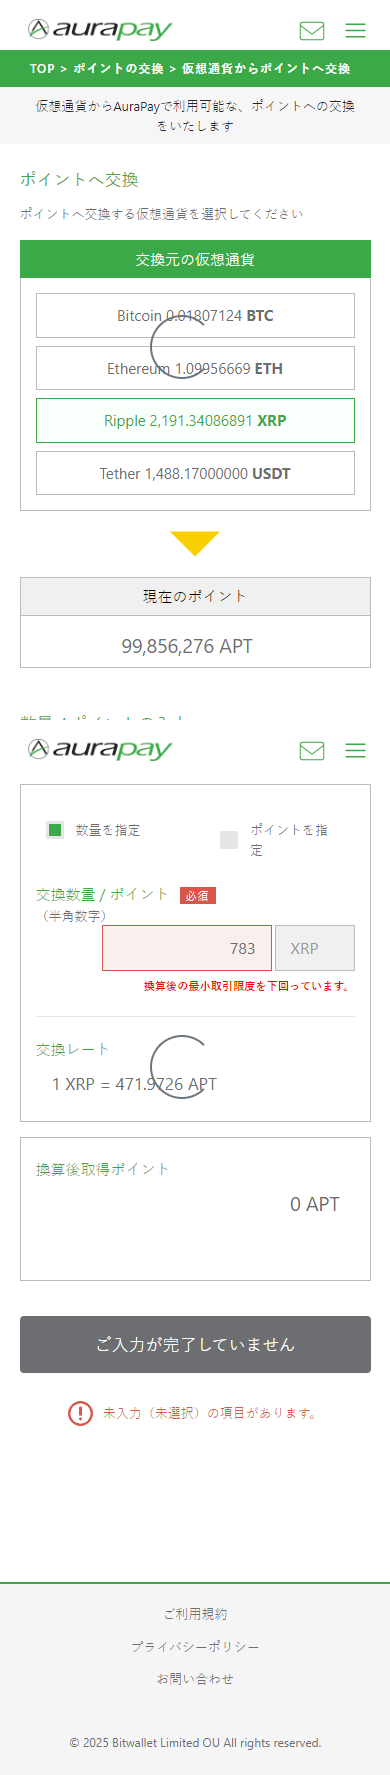 aurapay
TOP > ポイントの交換 > 仮想通貨からポイントへ交換
仮想通貨からAuraPayで利用可能な、ポイントへの交換
をいたします
ポイントへ交換
ポイントへ交換する仮想通貨を選択してください
交換元の仮想通貨
Bitcoin 0.01807124 BTC
Ethereum 1.09956669 ETH
Ripple 2,191.34086891 XRP
Tether 1,488.17000000 USDT
現在のポイント
99,856,276 APT
数量 / ポイントの入力
aurapay
数量を指定
ポイントを指
定
交換数量 / ポイント 必須
（半角数字）
783 XRP
換算後の最小取引限度を下回っています。
交換レート
1 XRP = 471.9726 APT
換算後取得ポイント
0 APT
ご入力が完了していません
未入力（未選択）の項目があります。
ご利用規約
プライバシーポリシー
お問い合わせ
© 2025 Bitwallet Limited OU All rights reserved.